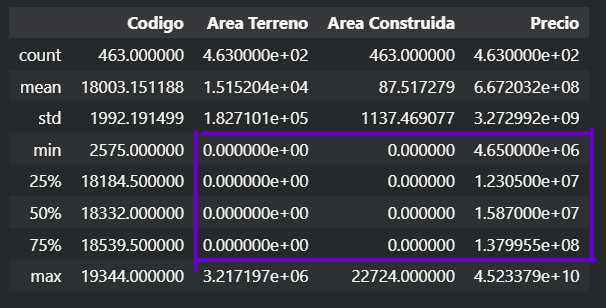 Codigo Area Terreno Area Construida Precio
count 463.000000 4.630000e+02 463.000000 4.630000e+02
mean 18003.151188 1.515204e+04 87.517279 6.672032e+08
std 1992.191499 1.827101e+05 1137.469077 3.272992e+09
min 2575.000000 0.000000e+00 0.000000 4.650000e+06
25% 18184.500000 0.000000e+00 0.000000 1.230500e+07
50% 18332.000000 0.000000e+00 0.000000 1.587000e+07
75% 18539.500000 0.000000e+00 0.000000 1.379955e+08
max 19344.000000 3.217197e+06 22724.000000 4.523379e+10